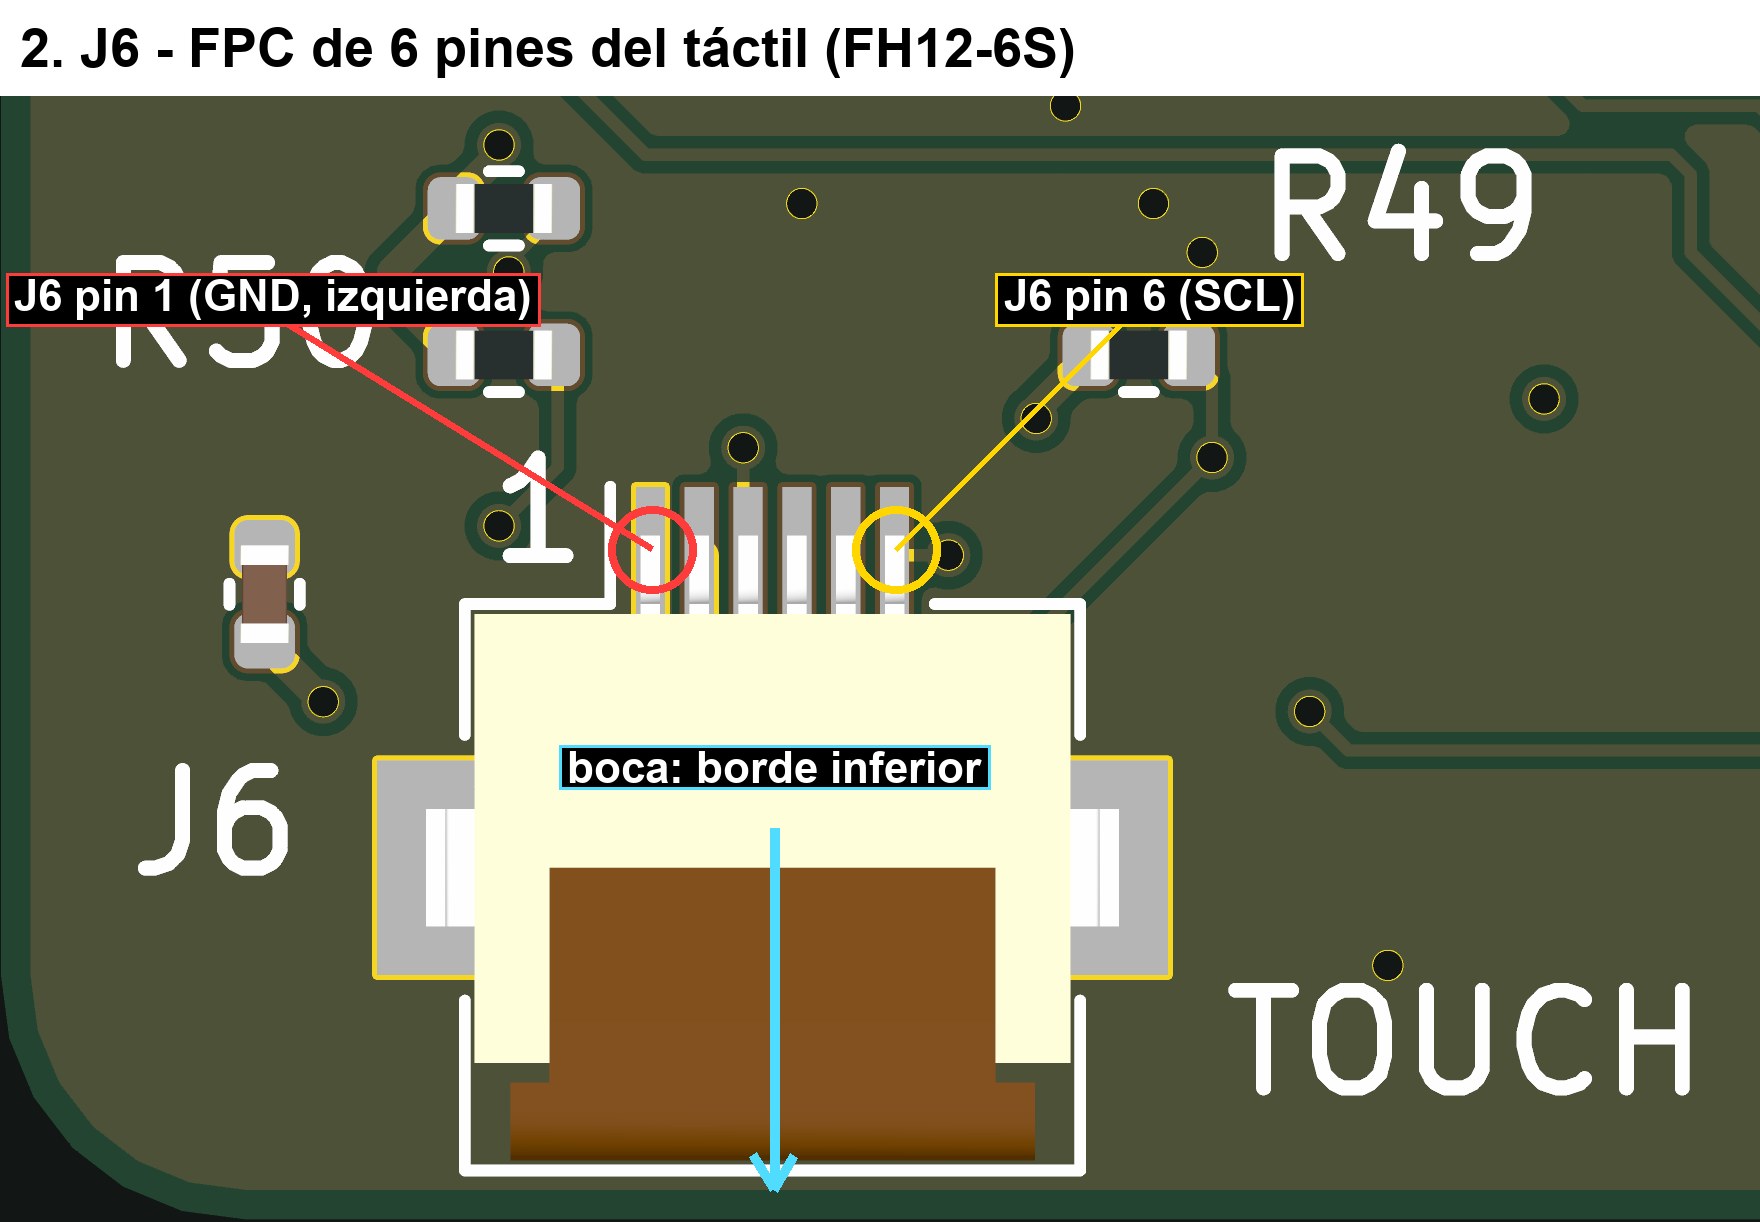 2. J6 - FPC de 6 pines del táctil (FH12-6S)
R49
R50
J6 pin 1 (GND, izquierda)
J6 pin 6 (SCL)
1
boca: borde inferior
J6
TOUCH